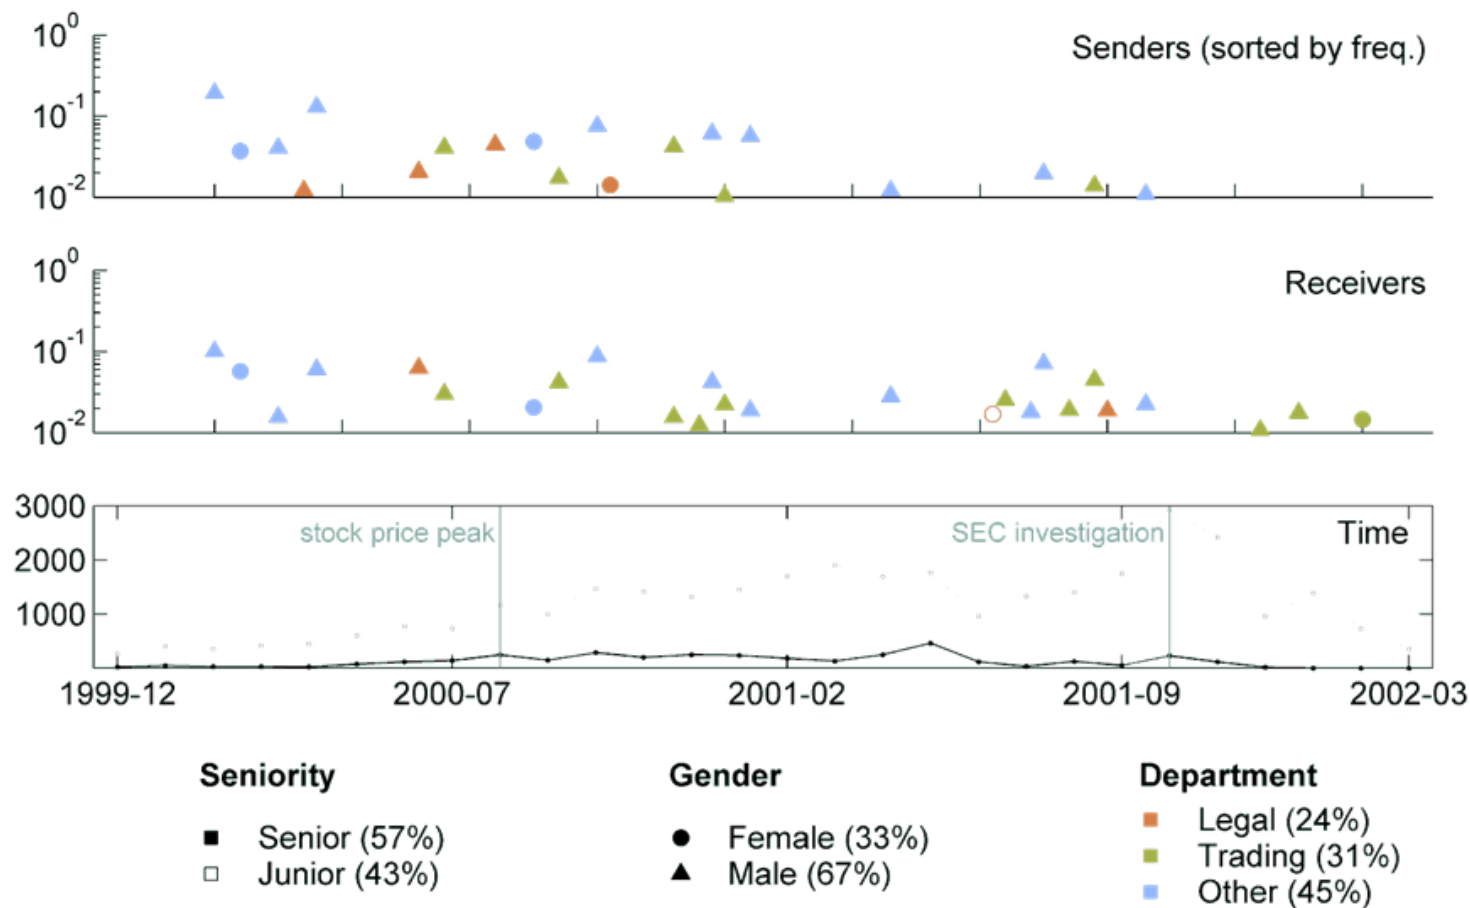 Senders (sorted by freq.)
10^0
10^-1
10^-2
Receivers
10^0
10^-1
10^-2
3000
2000
1000
stock price peak
SEC investigation
Time
1999-12 2000-07 2001-02 2001-09 2002-03
Seniority Gender Department
Senior (57%) Female (33%) Legal (24%)
Junior (43%) Male (67%) Trading (31%)
Other (45%)